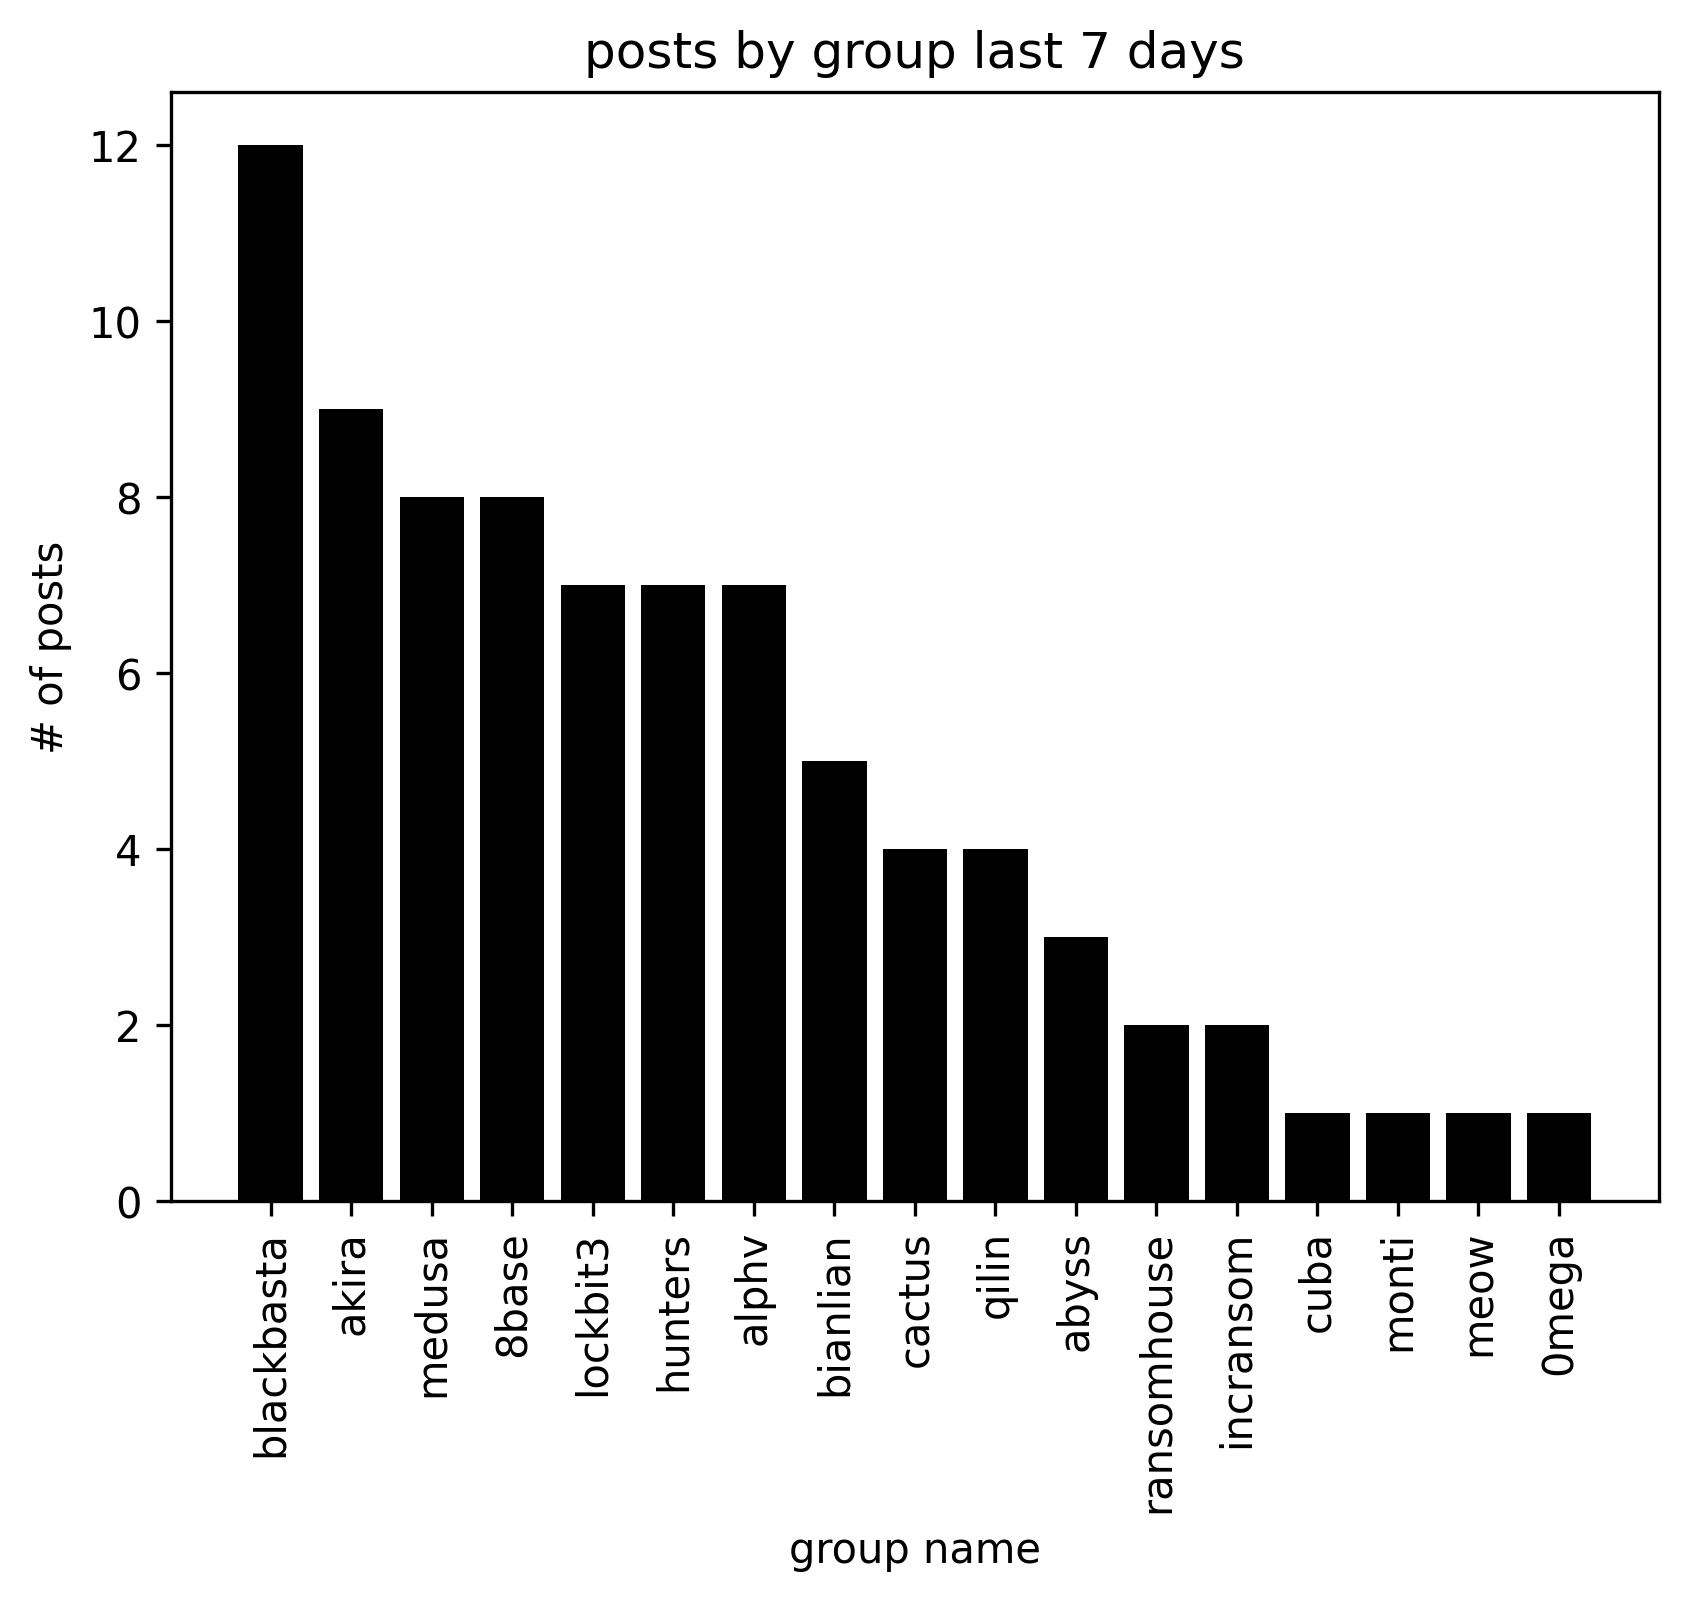 posts by group last 7 days
12
10
8
6
4
2
0
# of posts
blackbasta
akira
medusa
8base
lockbit3
hunters
alphv
bianlian
cactus
qilin
abyss
ransomhouse
incransom
cuba
monti
meow
0mega
group name